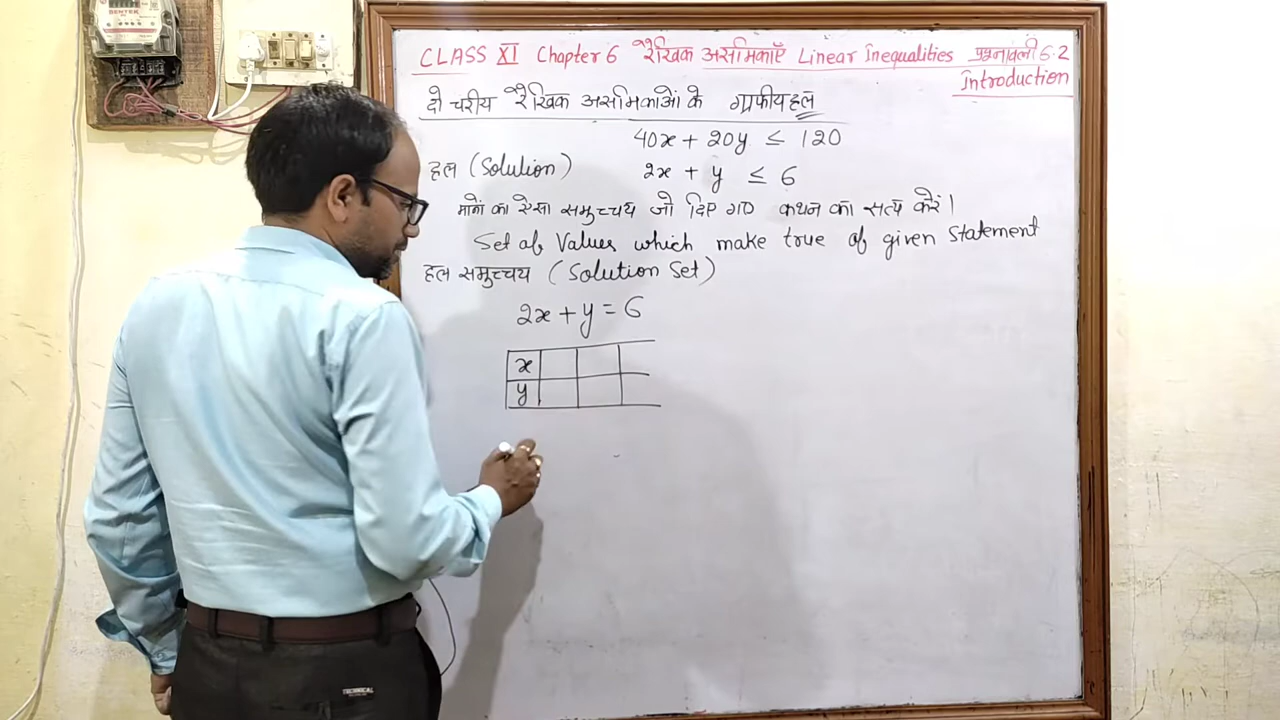 CLASS XI Chapter 6 रैखिक असमिकाएँ Linear Inequalities प्रश्नावली 6.2
Introduction
दो चरीय रैखिक असमिकाओं के ग्राफीय हल
40x + 20y ≤ 120
हल (Solution) 2x + y ≤ 6
मानों का ऐसा समुच्चय जो दिए गए कथन को सत्य करें।
Set of Values which make true of given Statement
हल समुच्चय (Solution Set)
2x + y = 6
x
y